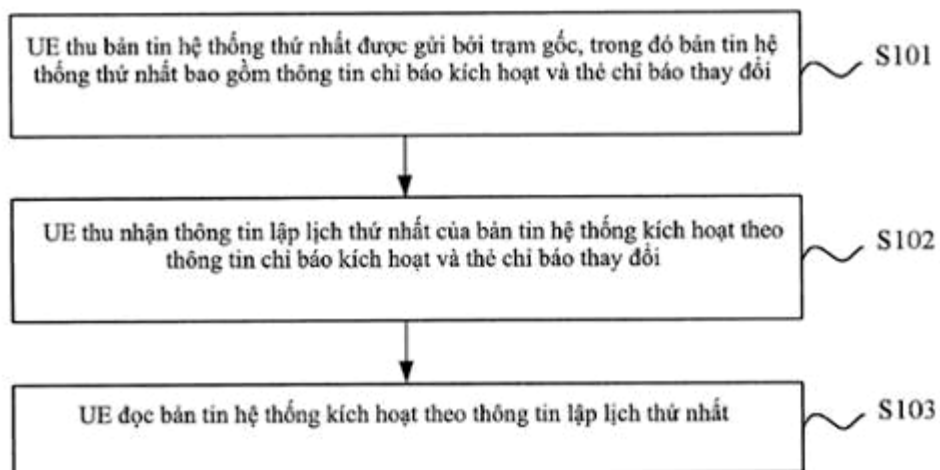 UE thu bản tin hệ thống thứ nhất được gửi bởi trạm gốc, trong đó bản tin hệ
thống thứ nhất bao gồm thông tin chỉ báo kích hoạt và thẻ chỉ báo thay đổi
S101
UE thu nhận thông tin lập lịch thứ nhất của bản tin hệ thống kích hoạt theo
thông tin chỉ báo kích hoạt và thẻ chỉ báo thay đổi
S102
UE đọc bản tin hệ thống kích hoạt theo thông tin lập lịch thứ nhất
S103